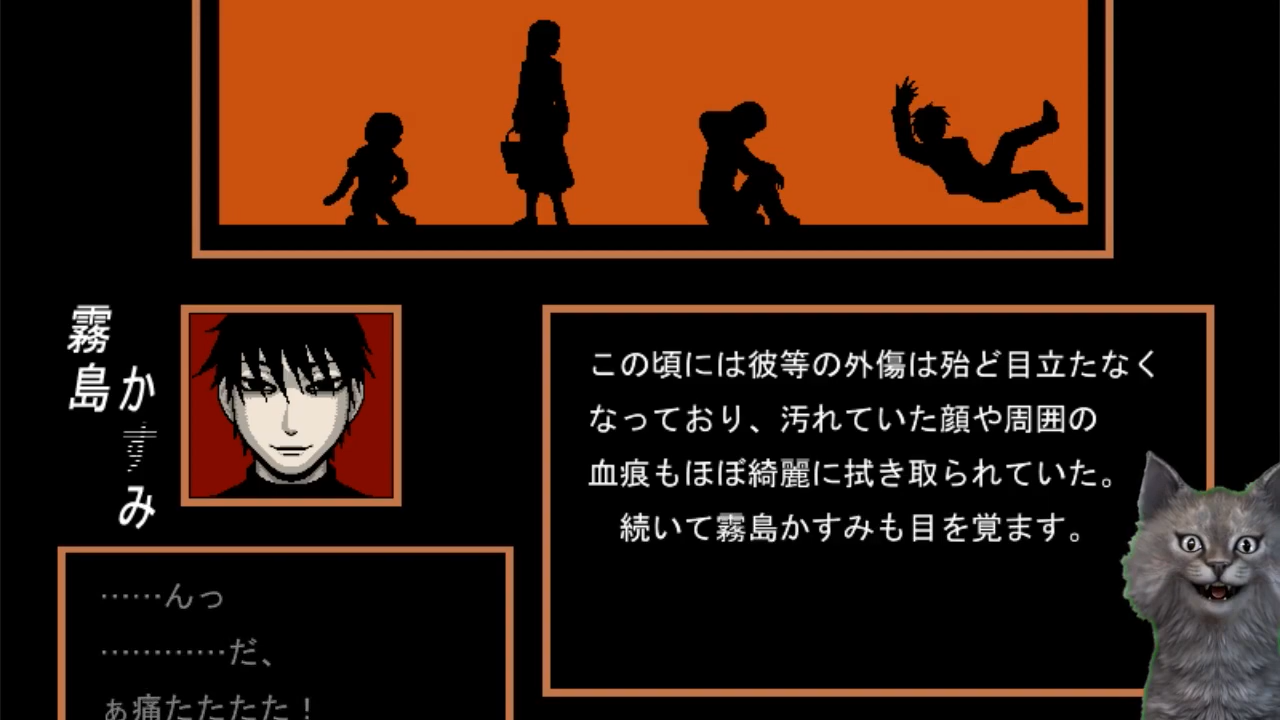 霧島
かすみ
この頃には彼等の外傷は殆ど目立たなく
なっており、汚れていた顔や周囲の
血痕もほぼ綺麗に拭き取られていた。
続いて霧島かすみも目を覚ます。
……んっ
…………だ、
ぁ痛たたたた！